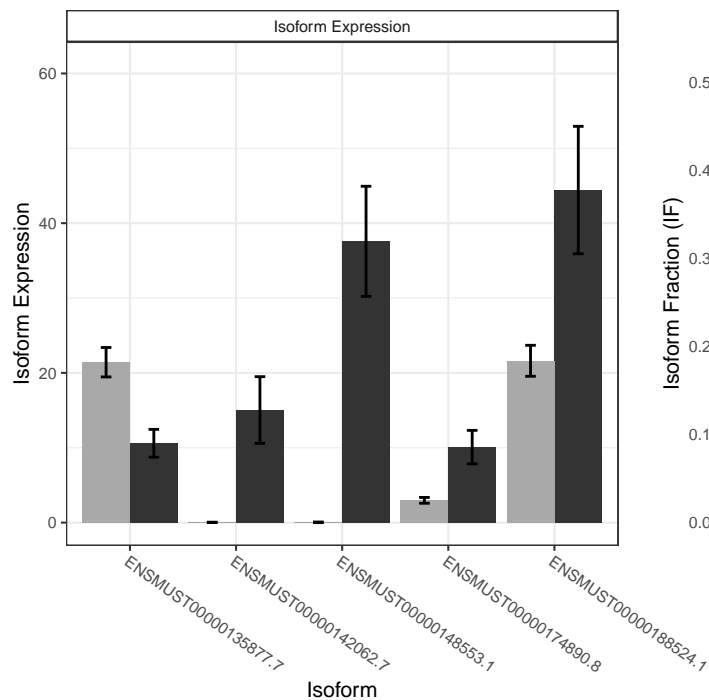 Isoform Expression
60
40
20
0
Isoform Expression
ENSMUST00000135877.7
ENSMUST00000142062.7
ENSMUST00000148553.1
ENSMUST00000174890.8
ENSMUST00000188524.1
Isoform
0.5
0.4
0.3
0.2
0.1
0.0
Isoform Fraction (IF)